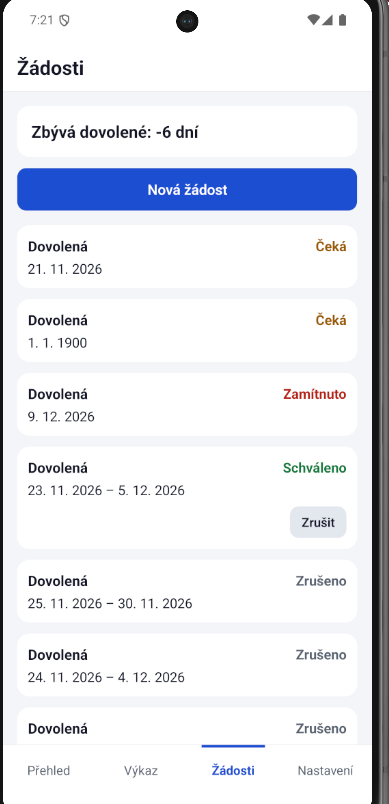 7:21
Žádosti
Zbývá dovolené: -6 dní
Nová žádost
Dovolená
Čeká
21. 11. 2026
Dovolená
Čeká
1. 1. 1900
Dovolená
Zamítnuto
9. 12. 2026
Dovolená
Schváleno
23. 11. 2026 – 5. 12. 2026
Zrušit
Dovolená
Zrušeno
25. 11. 2026 – 30. 11. 2026
Dovolená
Zrušeno
24. 11. 2026 – 4. 12. 2026
Dovolená
Zrušeno
Přehled
Výkaz
Žádosti
Nastavení